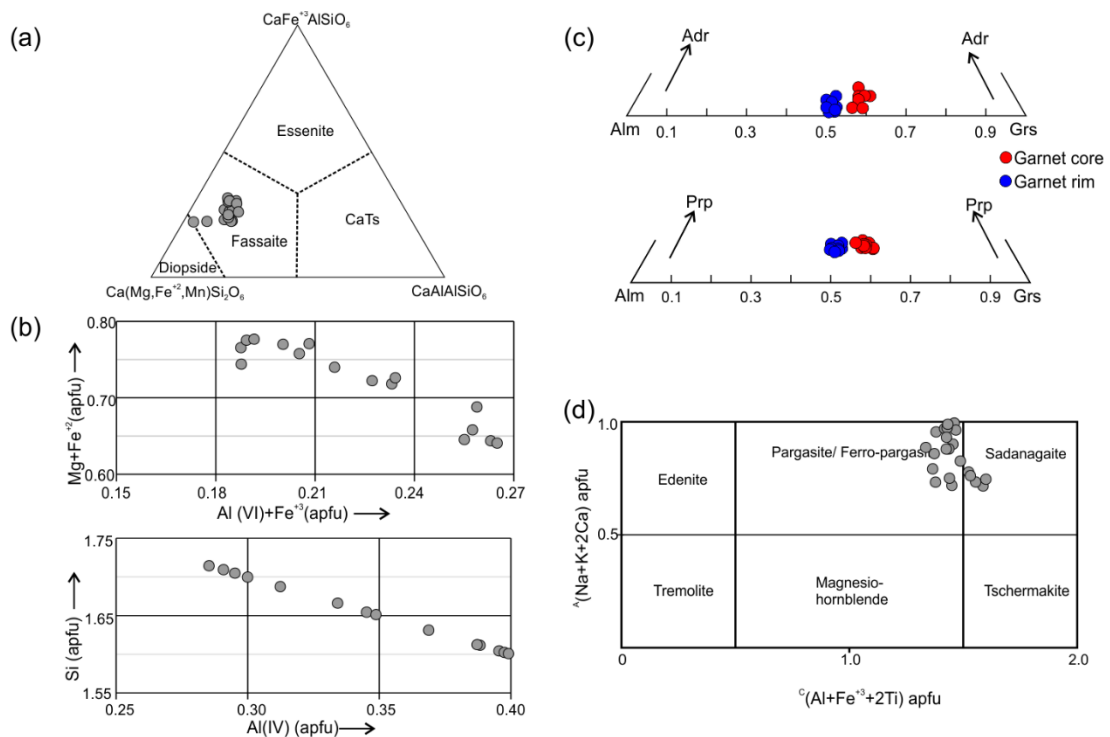 (a)
CaFe⁺³AlSiO₆
Essenite
CaTs
Fassaite
Diopside
Ca(Mg,Fe⁺²,Mn)Si₂O₆
CaAlAlSiO₆
(b)
Mg+Fe⁺²(apfu)
0.80
0.70
0.60
0.15 0.18 0.21 0.24 0.27
Al (VI)+Fe⁺³(apfu)
Si (apfu)
1.75
1.65
1.55
0.25 0.30 0.35 0.40
Al(IV) (apfu)
(c)
Adr Adr
Alm 0.1 0.3 0.5 0.7 0.9 Grs
Garnet core
Garnet rim
Prp Prp
Alm 0.1 0.3 0.5 0.7 0.9 Grs
(d)
ᴬ(Na+K+2Ca) apfu
1.0
0.5
Pargasite/ Ferro-pargasi
Sadanagaite
Edenite
Tremolite
Magnesio-
hornblende
Tschermakite
0 1.0 2.0
ᶜ(Al+Fe⁺³+2Ti) apfu